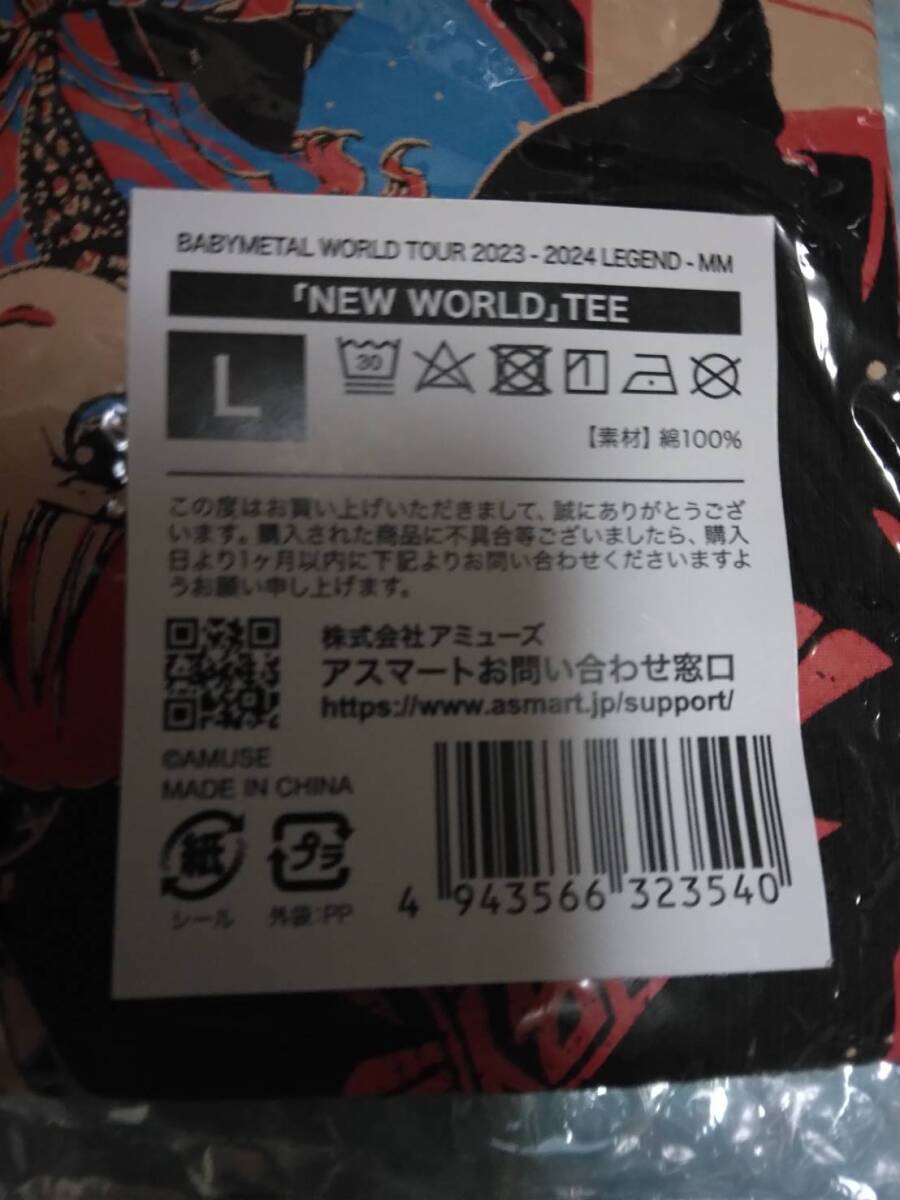 BABYMETAL WORLD TOUR 2023 - 2024 LEGEND - MM
「NEW WORLD」TEE
L
30
【素材】綿100%
この度はお買い上げいただきまして、誠にありがとうござ
います。購入された商品に不具合等ございましたら、購入
日より1ヶ月以内に下記よりお問い合わせくださいますよ
うお願い申し上げます。
株式会社アミューズ
アスマートお問い合わせ窓口
https://www.asmart.jp/support/
©AMUSE
MADE IN CHINA
紙 プラ
シール 外袋:PP
4 943566 323540